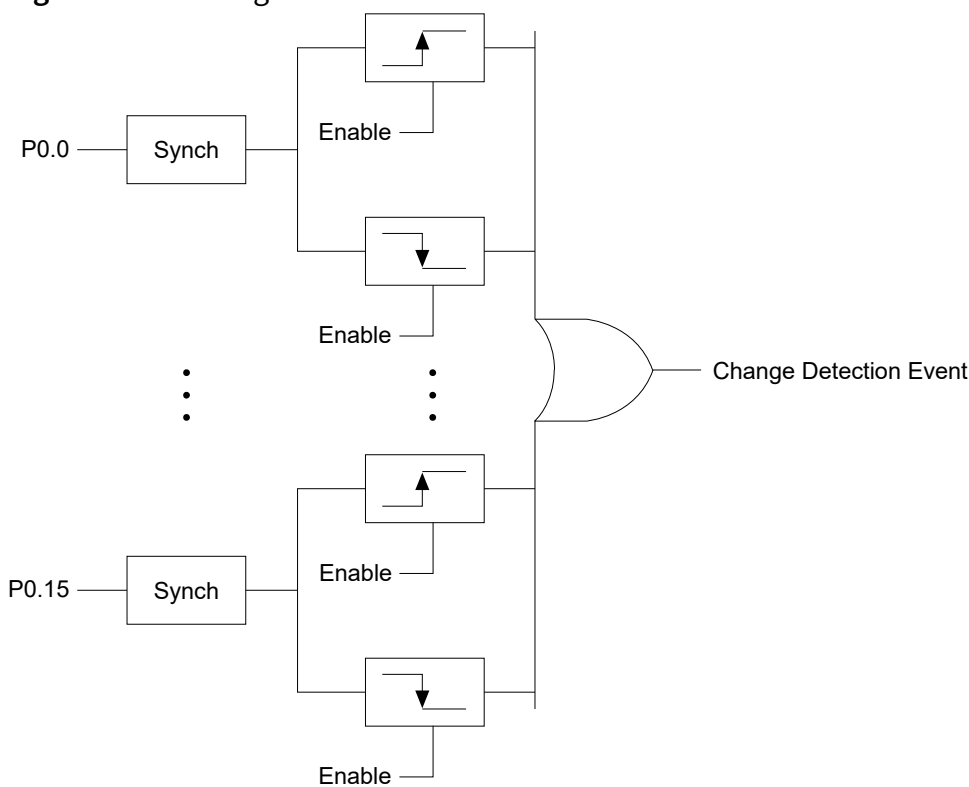 Enable
P0.0
Synch
Enable
Change Detection Event
Enable
P0.15
Synch
Enable